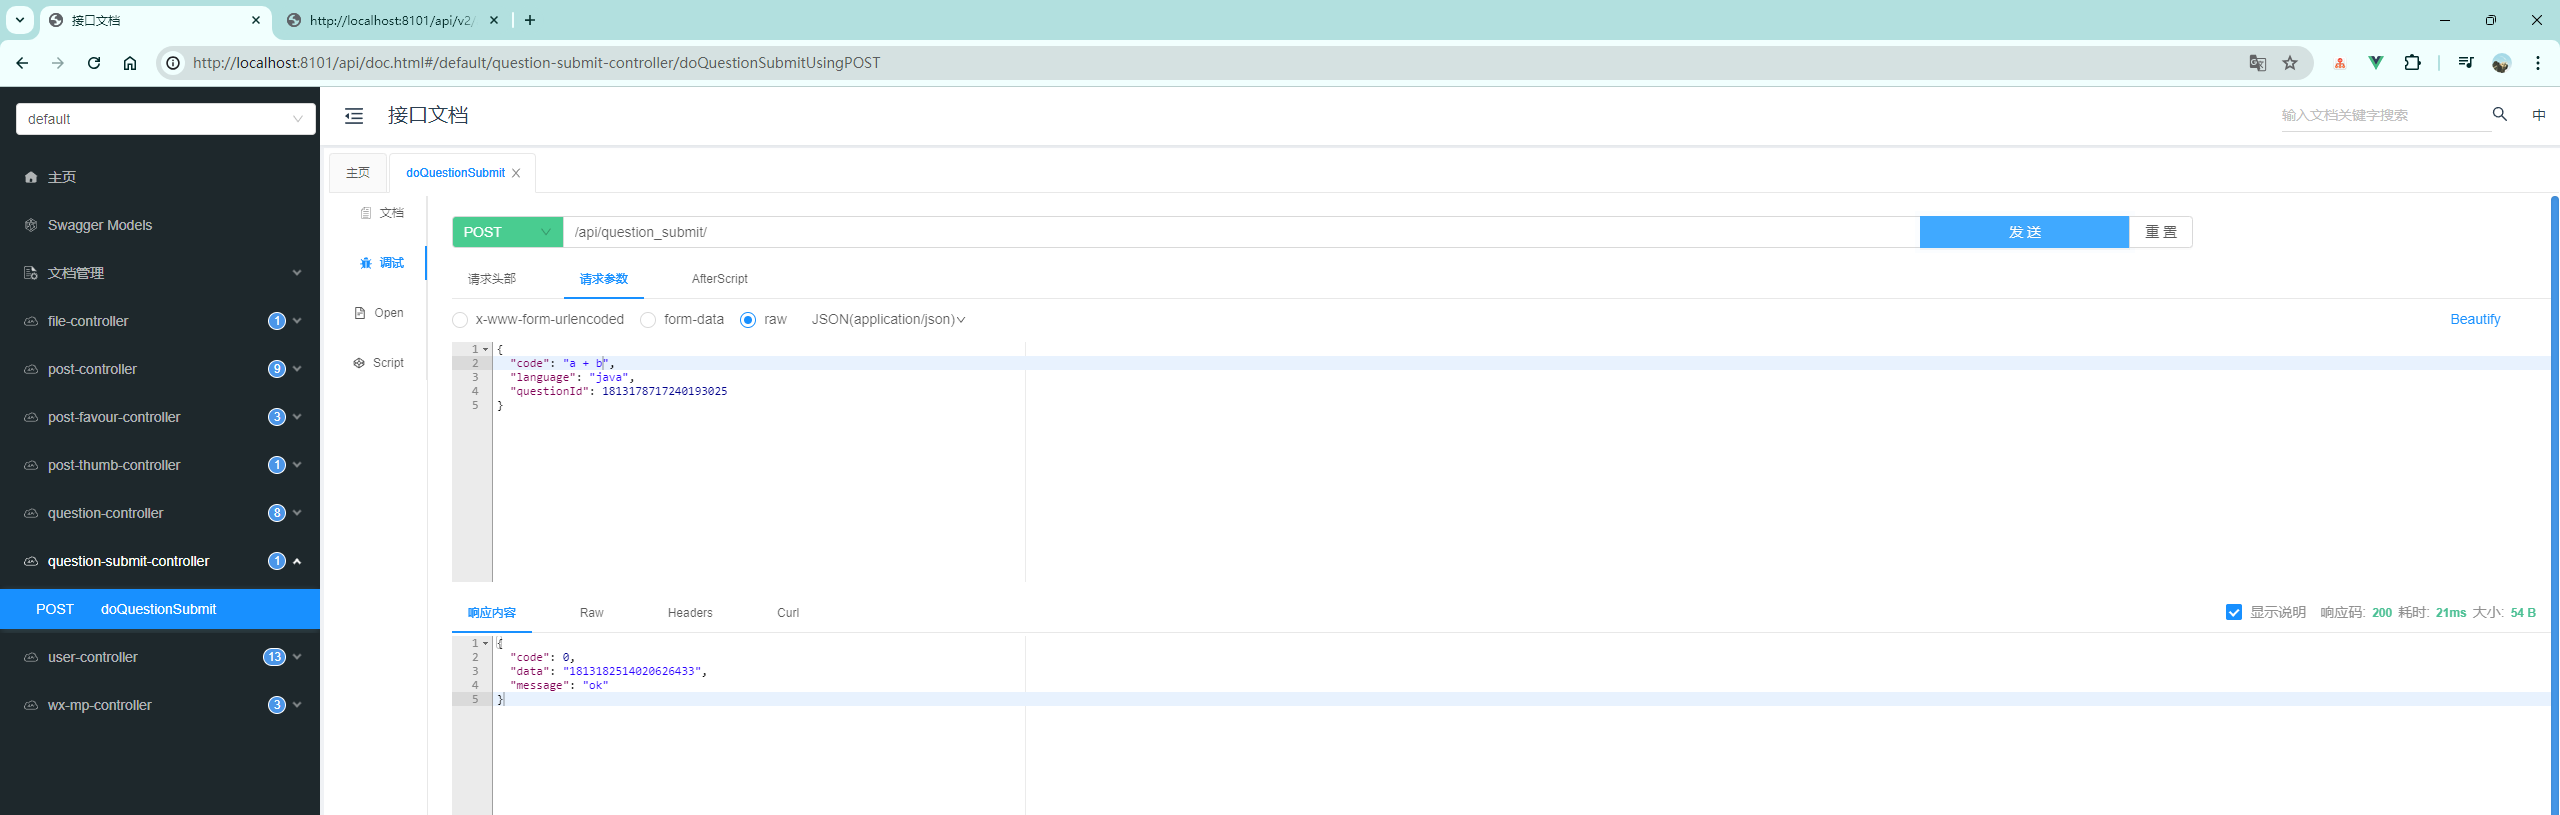 接口文档
http://localhost:8101/api/v2/
http://localhost:8101/api/doc.html#/default/question-submit-controller/doQuestionSubmitUsingPOST
default
接口文档
输入文档关键字搜索
中
主页
Swagger Models
文档管理
file-controller 1
post-controller 9
post-favour-controller 3
post-thumb-controller 1
question-controller 8
question-submit-controller 1
POST doQuestionSubmit
user-controller 13
wx-mp-controller 3
主页 doQuestionSubmit
文档
调试
Open
Script
POST /api/question_submit/ 发 送 重 置
请求头部 请求参数 AfterScript
x-www-form-urlencoded form-data raw JSON(application/json) Beautify
1 {
2 "code": "a + b",
3 "language": "java",
4 "questionId": 1813178717240193025
5 }
响应内容 Raw Headers Curl 显示说明 响应码: 200 耗时: 21ms 大小: 54 B
1 {
2 "code": 0,
3 "data": "1813182514020626433",
4 "message": "ok"
5 }